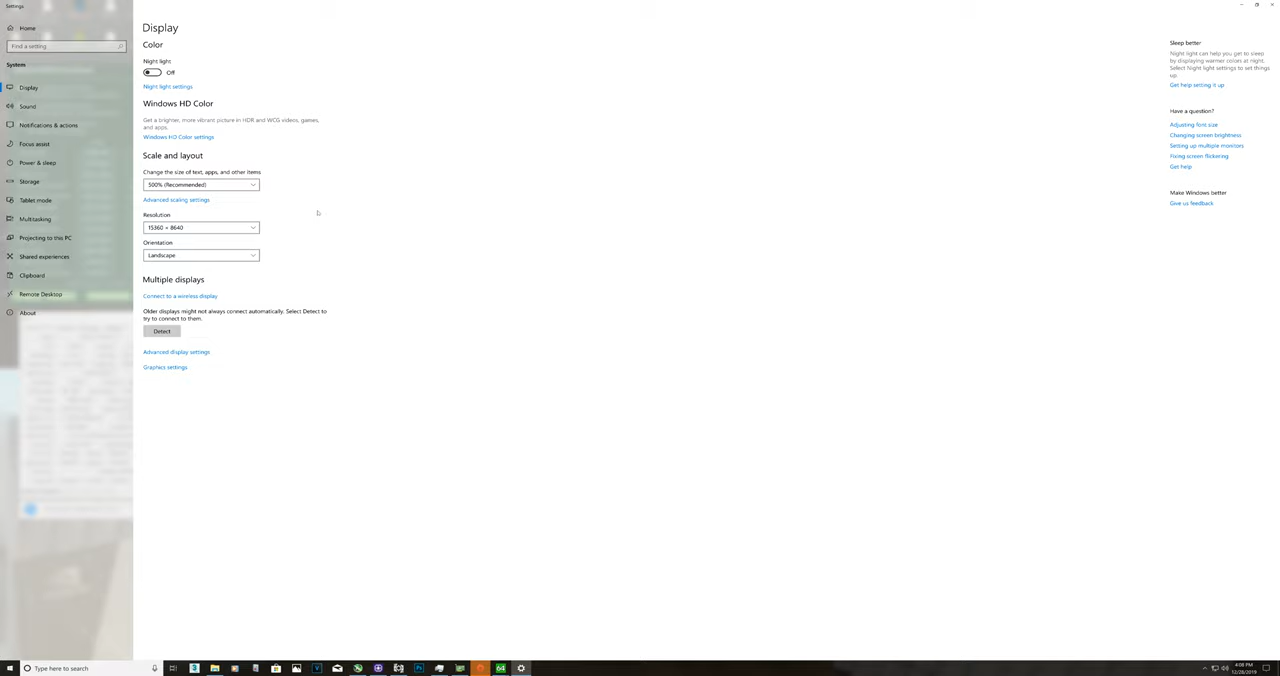 Settings
Home
Find a setting
System
Display
Sound
Notifications & actions
Focus assist
Power & sleep
Storage
Tablet mode
Multitasking
Projecting to this PC
Shared experiences
Clipboard
Remote Desktop
About
Display
Color
Night light
Off
Night light settings
Windows HD Color
Get a brighter, more vibrant picture in HDR and WCG videos, games,
and apps.
Windows HD Color settings
Scale and layout
Change the size of text, apps, and other items
500% (Recommended)
Advanced scaling settings
Resolution
15360 × 8640
Orientation
Landscape
Multiple displays
Connect to a wireless display
Older displays might not always connect automatically. Select Detect to
try to connect to them.
Detect
Advanced display settings
Graphics settings
Sleep better
Night light can help you get to sleep
by displaying warmer colors at night.
Select Night light settings to set things
up.
Get help setting it up
Have a question?
Adjusting font size
Changing screen brightness
Setting up multiple monitors
Fixing screen flickering
Get help
Make Windows better
Give us feedback
Type here to search
3
V
Ps
64
4:08 PM
12/28/2019